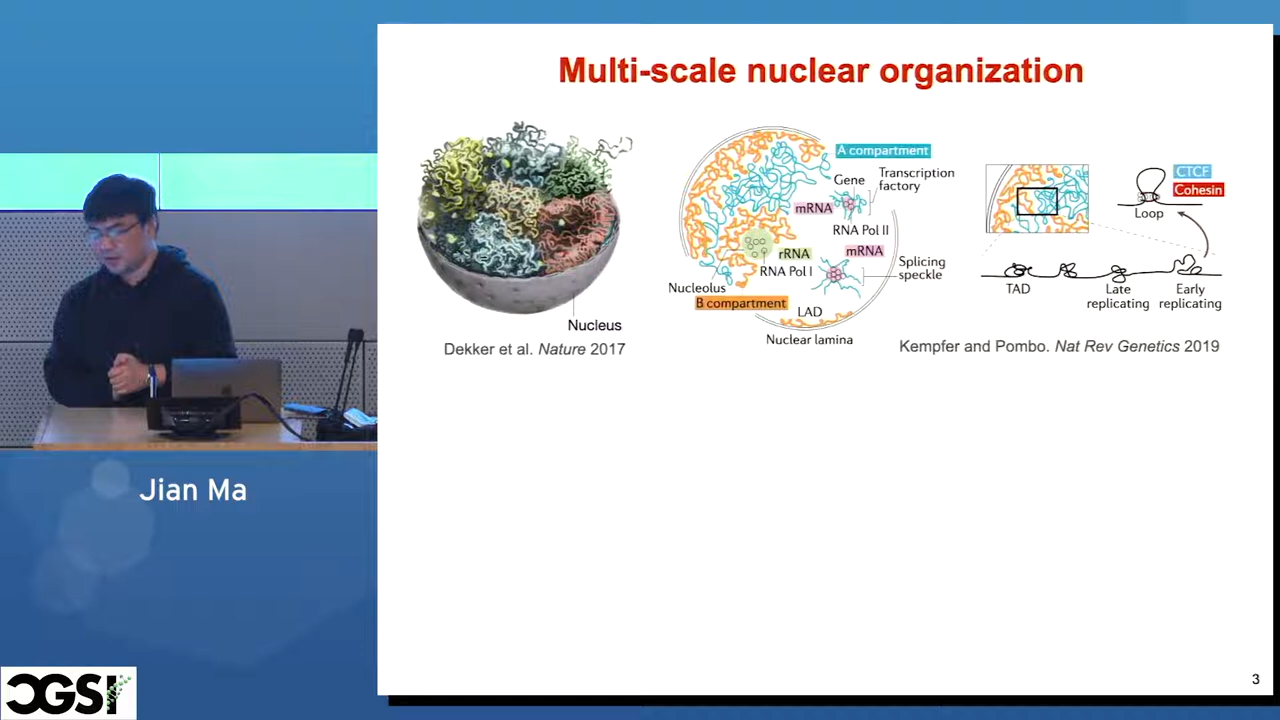 Multi-scale nuclear organization
Nucleus
Dekker et al. Nature 2017
A compartment
Gene
Transcription
factory
mRNA
RNA Pol II
mRNA
rRNA
RNA Pol I
Splicing
speckle
Nucleolus
B compartment
LAD
Nuclear lamina
CTCF
Cohesin
Loop
TAD
Late
replicating
Early
replicating
Kempfer and Pombo. Nat Rev Genetics 2019
3
Jian Ma
CGSI